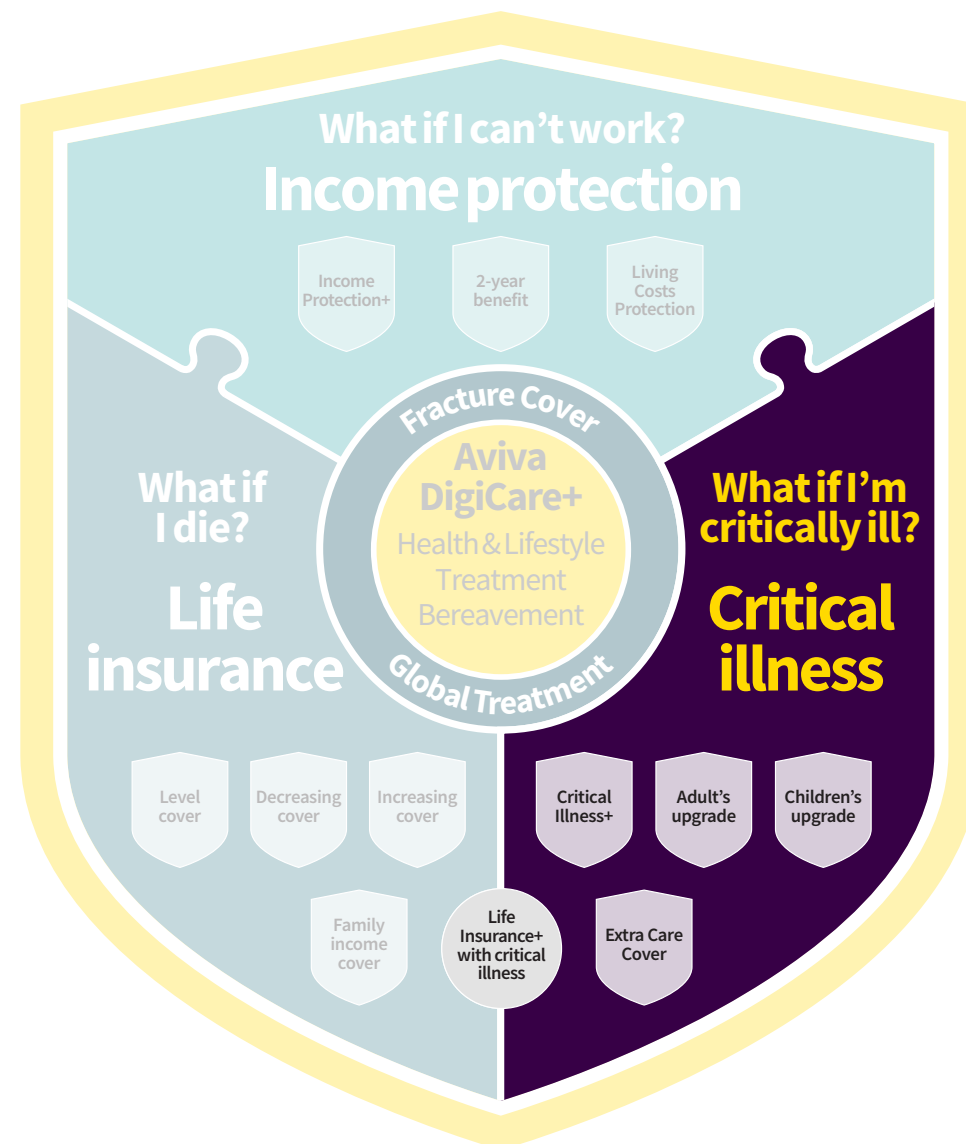 What if I can’t work?
Income protection
Income
Protection+
2-year
benefit
Living
Costs
Protection
Fracture Cover
Aviva
DigiCare+
Health & Lifestyle
Treatment
Bereavement
Global Treatment
What if
I die?
Life
insurance
Level
cover
Decreasing
cover
Increasing
cover
Family
income
cover
What if I’m
critically ill?
Critical
illness
Critical
Illness+
Adult’s
upgrade
Children’s
upgrade
Life
Insurance+
with critical
illness
Extra Care
Cover